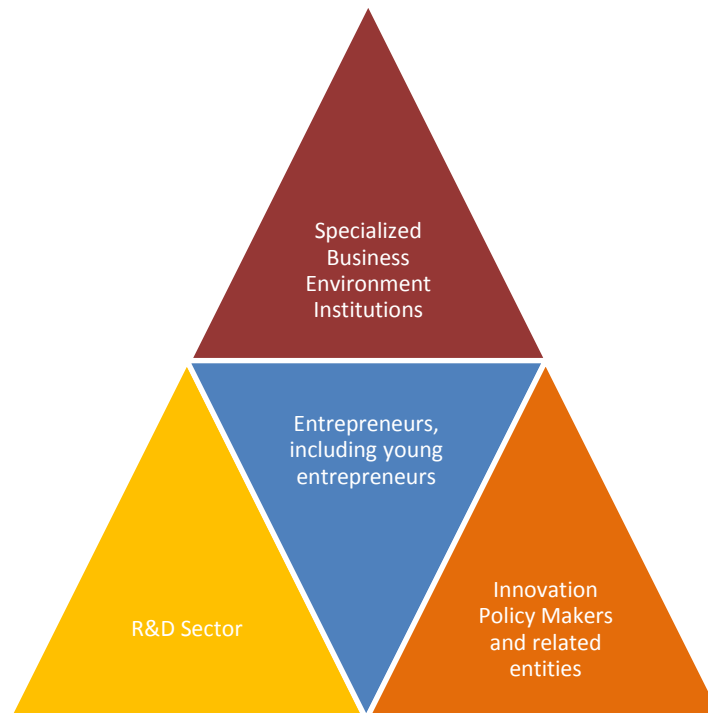 Specialized
Business
Environment
Institutions
Entrepreneurs,
including young
entrepreneurs
R&D Sector
Innovation
Policy Makers
and related
entities